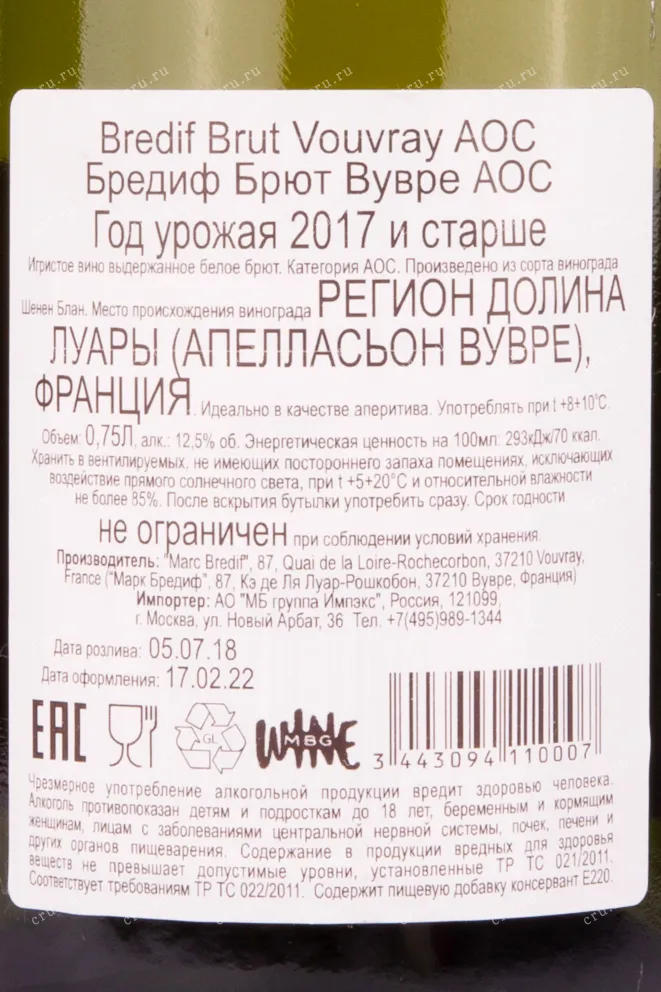 Bredif Brut Vouvray AOC
Бредиф Брют Вувре АОС
Год урожая 2017 и старше
Игристое вино выдержанное белое брют. Категория АОС. Произведено из сорта винограда
Шенен Блан. Место происхождения винограда РЕГИОН ДОЛИНА
ЛУАРЫ (АПЕЛЛАСЬОН ВУВРЕ),
ФРАНЦИЯ. Идеально в качестве аперитива. Употреблять при t +8+10°С.
Объем: 0,75Л, алк.: 12,5% об. Энергетическая ценность на 100мл: 293кДж/70 ккал.
Хранить в вентилируемых, не имеющих постороннего запаха помещениях, исключающих
воздействие прямого солнечного света, при t +5+20°С и относительной влажности
не более 85%. После вскрытия бутылки употребить сразу. Срок годности
не ограничен при соблюдении условий хранения.
Производитель: "Marc Bredif", 87, Quai de la Loire-Rochecorbon, 37210 Vouvray,
France ("Марк Бредиф", 87, Кэ де Ля Луар-Рошкобон, 37210 Вувре, Франция)
Импортер: АО "МБ группа Импэкс", Россия, 121099,
г. Москва, ул. Новый Арбат, 36 Тел. +7(495)989-1344
Дата розлива: 05.07.18
Дата оформления: 17.02.22
EAC GL WINE MBG 3 443094 110007
Чрезмерное употребление алкогольной продукции вредит здоровью человека.
Алкоголь противопоказан детям и подросткам до 18 лет, беременным и кормящим
женщинам, лицам с заболеваниями центральной нервной системы, почек, печени и
других органов пищеварения. Содержание в продукции вредных для здоровья
веществ не превышает допустимые уровни, установленные ТР ТС 021/2011.
Соответствует требованиям ТР ТС 022/2011. Содержит пищевую добавку консервант Е220.